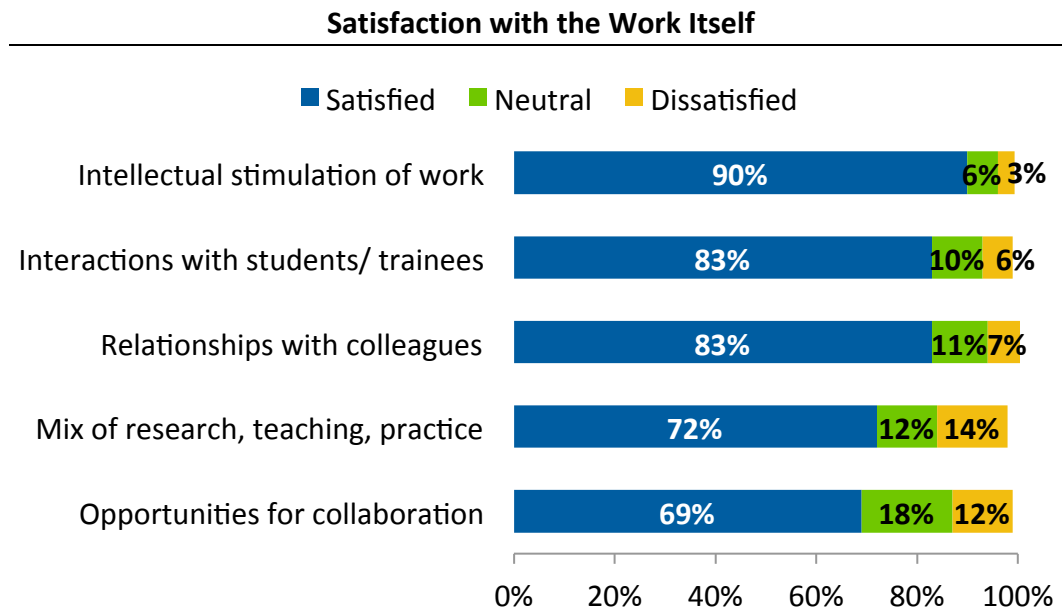 Satisfaction with the Work Itself
Satisfied Neutral Dissatisfied
Intellectual stimulation of work 90% 6% 3%
Interactions with students/ trainees 83% 10% 6%
Relationships with colleagues 83% 11% 7%
Mix of research, teaching, practice 72% 12% 14%
Opportunities for collaboration 69% 18% 12%
0% 20% 40% 60% 80% 100%